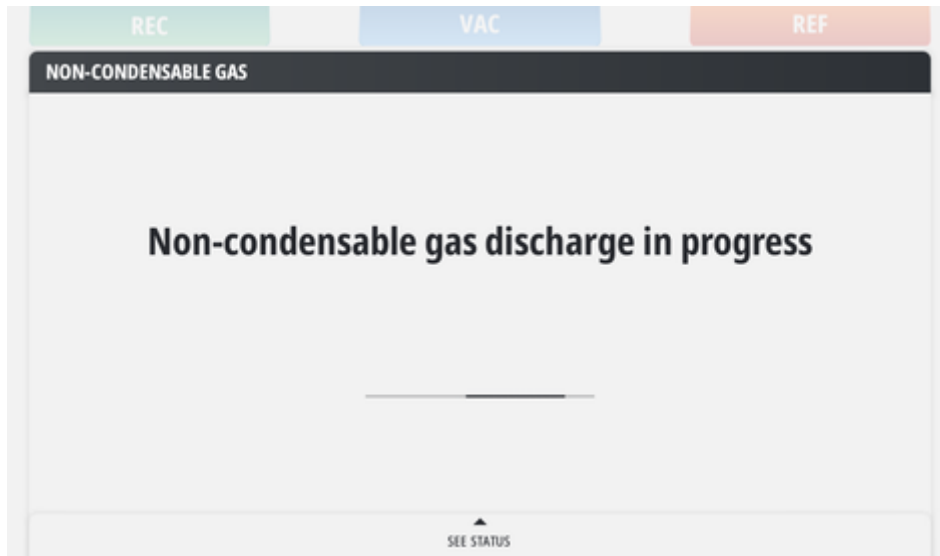 REC VAC REF
NON-CONDENSABLE GAS
Non-condensable gas discharge in progress
SEE STATUS